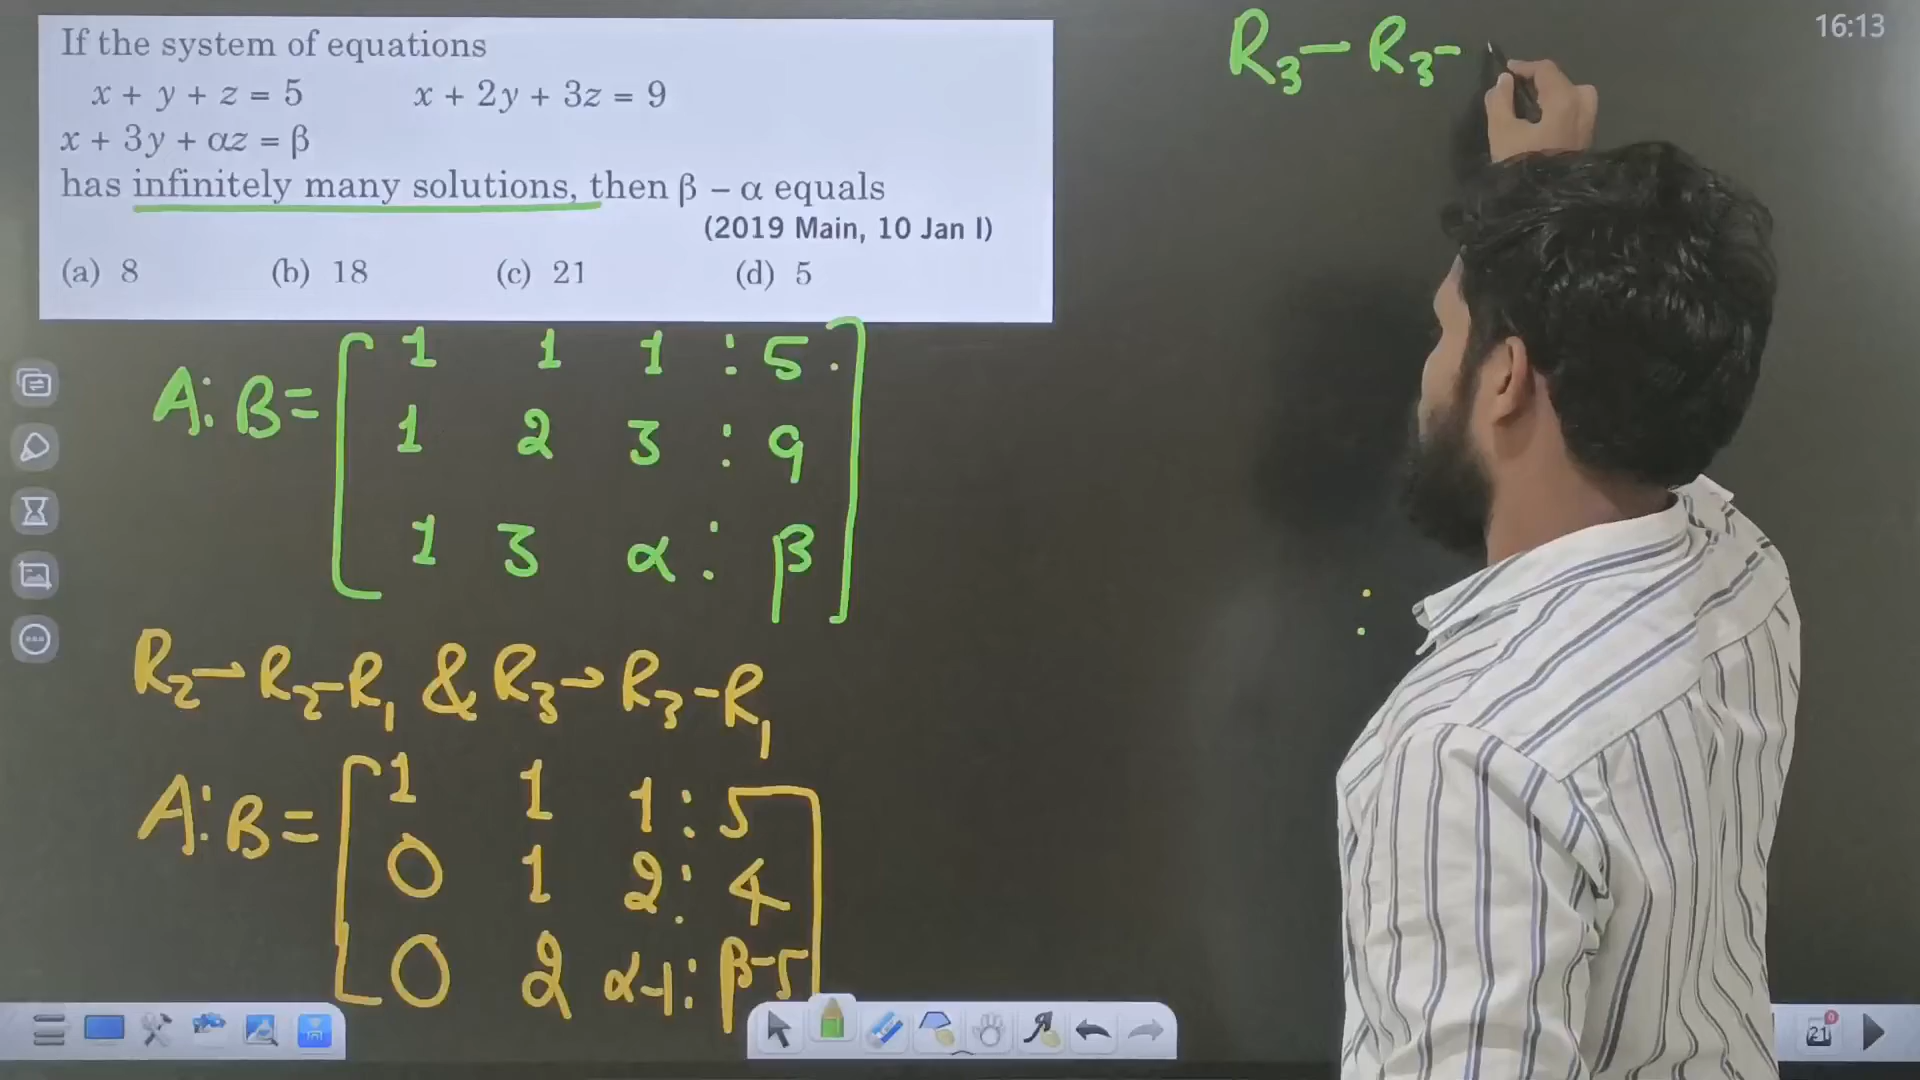 If the system of equations
x + y + z = 5 x + 2y + 3z = 9
x + 3y + αz = β
has infinitely many solutions, then β – α equals
(2019 Main, 10 Jan I)
(a) 8 (b) 18 (c) 21 (d) 5
A:B= [ 1 1 1 : 5
1 2 3 : 9
1 3 α : β ]
R₂→R₂-R₁ & R₃→R₃-R₁
A:B= [ 1 1 1 : 5
0 1 2 : 4
0 2 α-1 : β-5 ]
R₃– R₃–
16:13
21